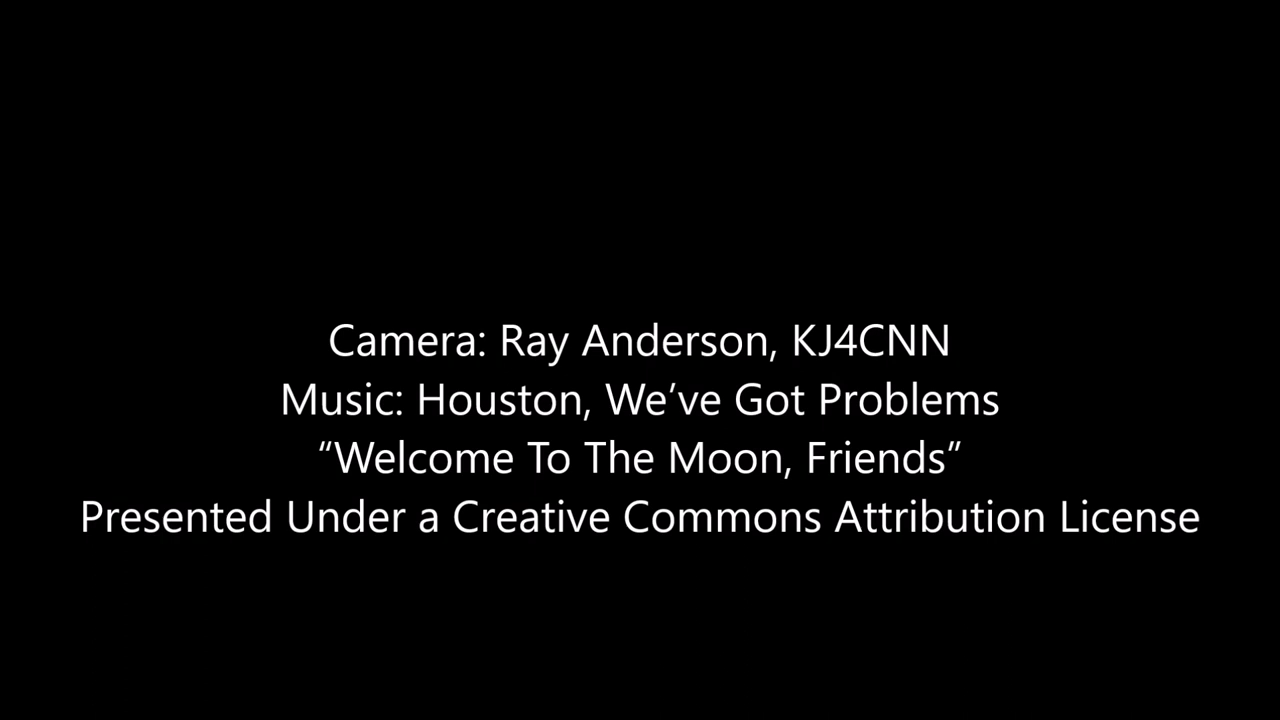 Camera: Ray Anderson, KJ4CNN
Music: Houston, We’ve Got Problems
“Welcome To The Moon, Friends”
Presented Under a Creative Commons Attribution License